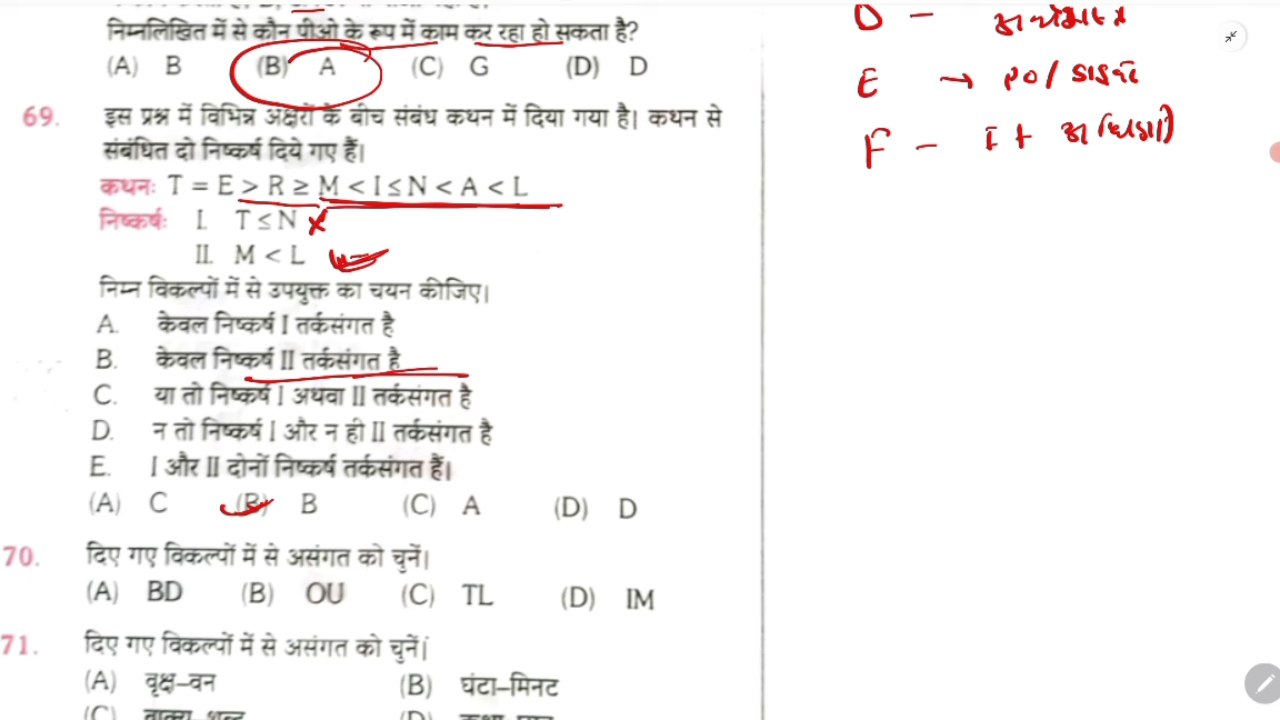 निम्नलिखित में से कौन पीओ के रूप में काम कर रहा हो सकता है?
(A) B (B) A (C) G (D) D
69. इस प्रश्न में विभिन्न अक्षरों के बीच संबंध कथन में दिया गया है। कथन से
संबंधित दो निष्कर्ष दिये गए हैं।
कथनः T = E > R ≥ M < I ≤ N < A < L
निष्कर्षः I. T ≤ N
II. M < L
निम्न विकल्पों में से उपयुक्त का चयन कीजिए।
A. केवल निष्कर्ष I तर्कसंगत है
B. केवल निष्कर्ष II तर्कसंगत है
C. या तो निष्कर्ष I अथवा II तर्कसंगत है
D. न तो निष्कर्ष I और न ही II तर्कसंगत है
E. I और II दोनों निष्कर्ष तर्कसंगत हैं।
(A) C (B) B (C) A (D) D
70. दिए गए विकल्पों में से असंगत को चुनें।
(A) BD (B) OU (C) TL (D) IM
71. दिए गए विकल्पों में से असंगत को चुनें।
(A) वृक्ष–वन (B) घंटा–मिनट
D –
E →
F – I +